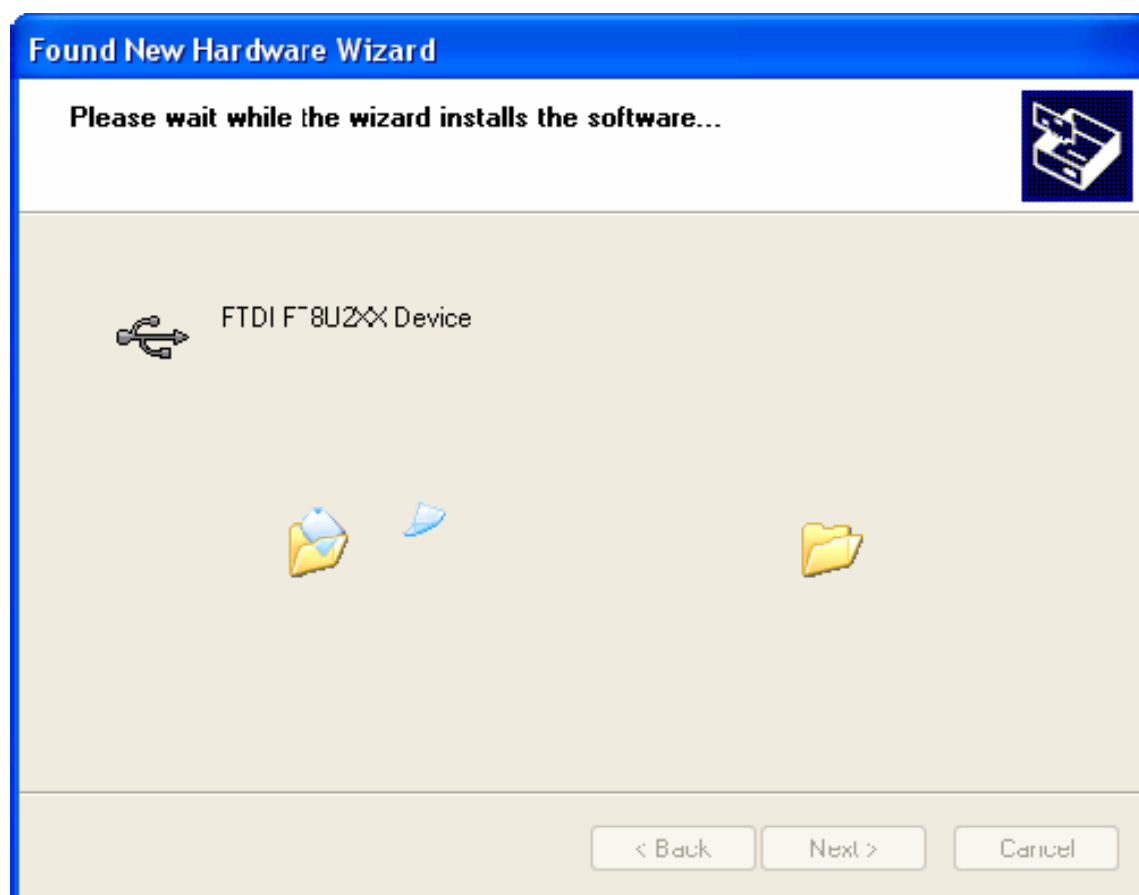 Found New Hardware Wizard
Please wait while the wizard installs the software...
FTDI FT8U2XX Device
< Back
Next >
Cancel